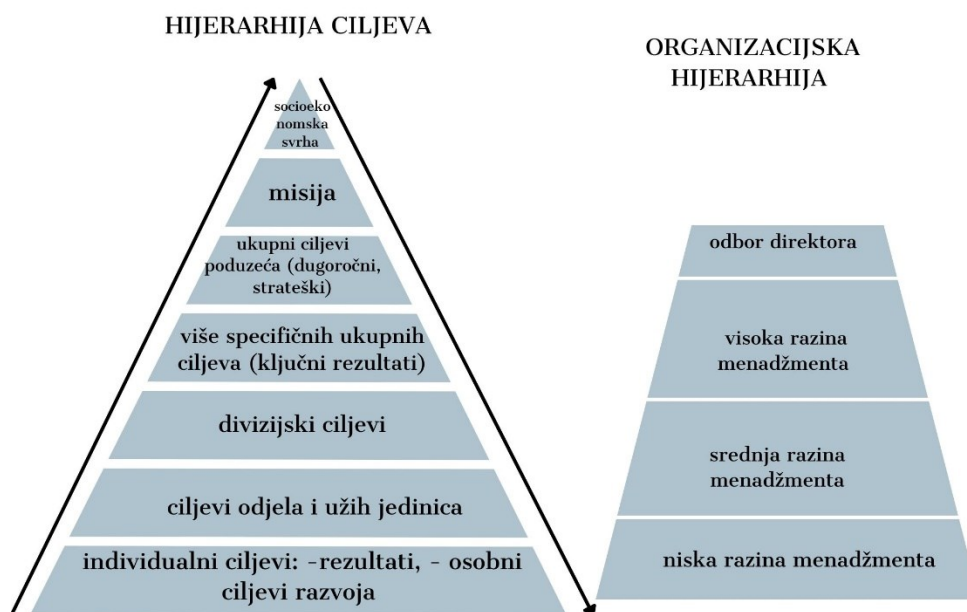 HIJERARHIJA CILJEVA
socioeko
nomska
svrha
misija
ukupni ciljevi
poduzeća (dugoročni,
strateški)
više specifičnih ukupnih
ciljeva (ključni rezultati)
divizijski ciljevi
ciljevi odjela i užih jedinica
individualni ciljevi: -rezultati, - osobni
ciljevi razvoja
ORGANIZACIJSKA
HIJERARHIJA
odbor direktora
visoka razina
menadžmenta
srednja razina
menadžmenta
niska razina menadžmenta